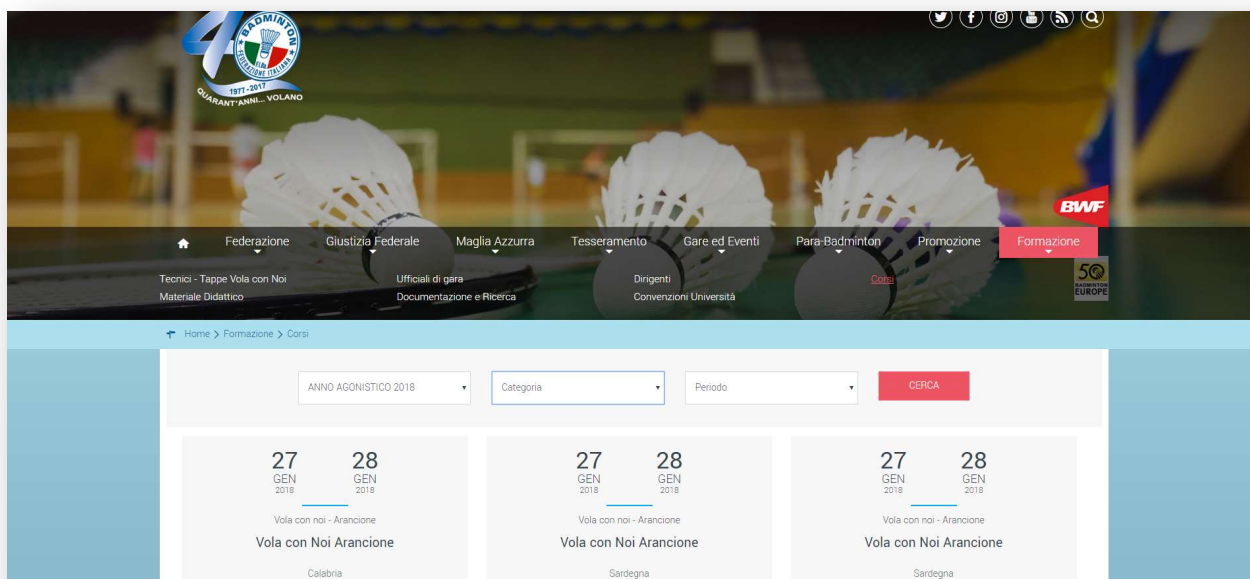 40
BADMINTON
FEDERAZIONE ITALIANA
1977-2017
QUARANT'ANNI... VOLANO
BWF
Federazione Giustizia Federale Maglia Azzurra Tesseramento Gare ed Eventi Para-Badminton Promozione Formazione
Tecnici - Tappe Vola con Noi Ufficiali di gara Dirigenti Corsi
Materiale Didattico Documentazione e Ricerca Convenzioni Università
50
BADMINTON
EUROPE
Home > Formazione > Corsi
ANNO AGONISTICO 2018 Categoria Periodo CERCA
27 28 27 28 27 28
GEN GEN GEN GEN GEN GEN
2018 2018 2018 2018 2018 2018
Vola con noi - Arancione Vola con noi - Arancione Vola con noi - Arancione
Vola con Noi Arancione Vola con Noi Arancione Vola con Noi Arancione
Calabria Sardegna Sardegna